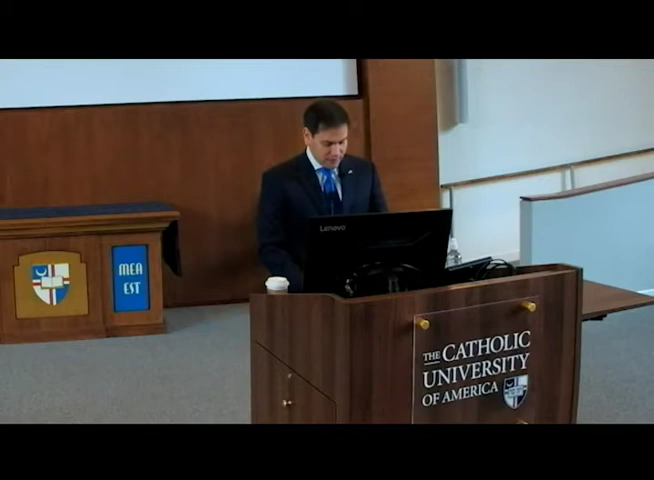 Lenovo
MEA
EST
THE CATHOLIC
UNIVERSITY
OF AMERICA